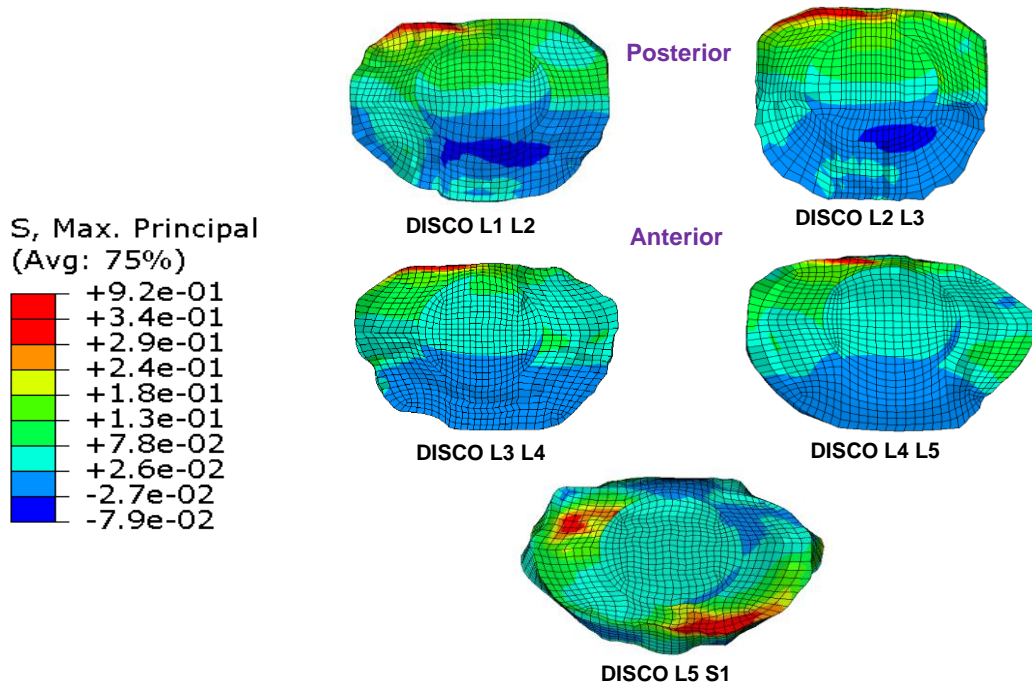 Posterior
DISCO L1 L2
DISCO L2 L3
Anterior
S, Max. Principal
(Avg: 75%)
+9.2e-01
+3.4e-01
+2.9e-01
+2.4e-01
+1.8e-01
+1.3e-01
+7.8e-02
+2.6e-02
-2.7e-02
-7.9e-02
DISCO L3 L4
DISCO L4 L5
DISCO L5 S1